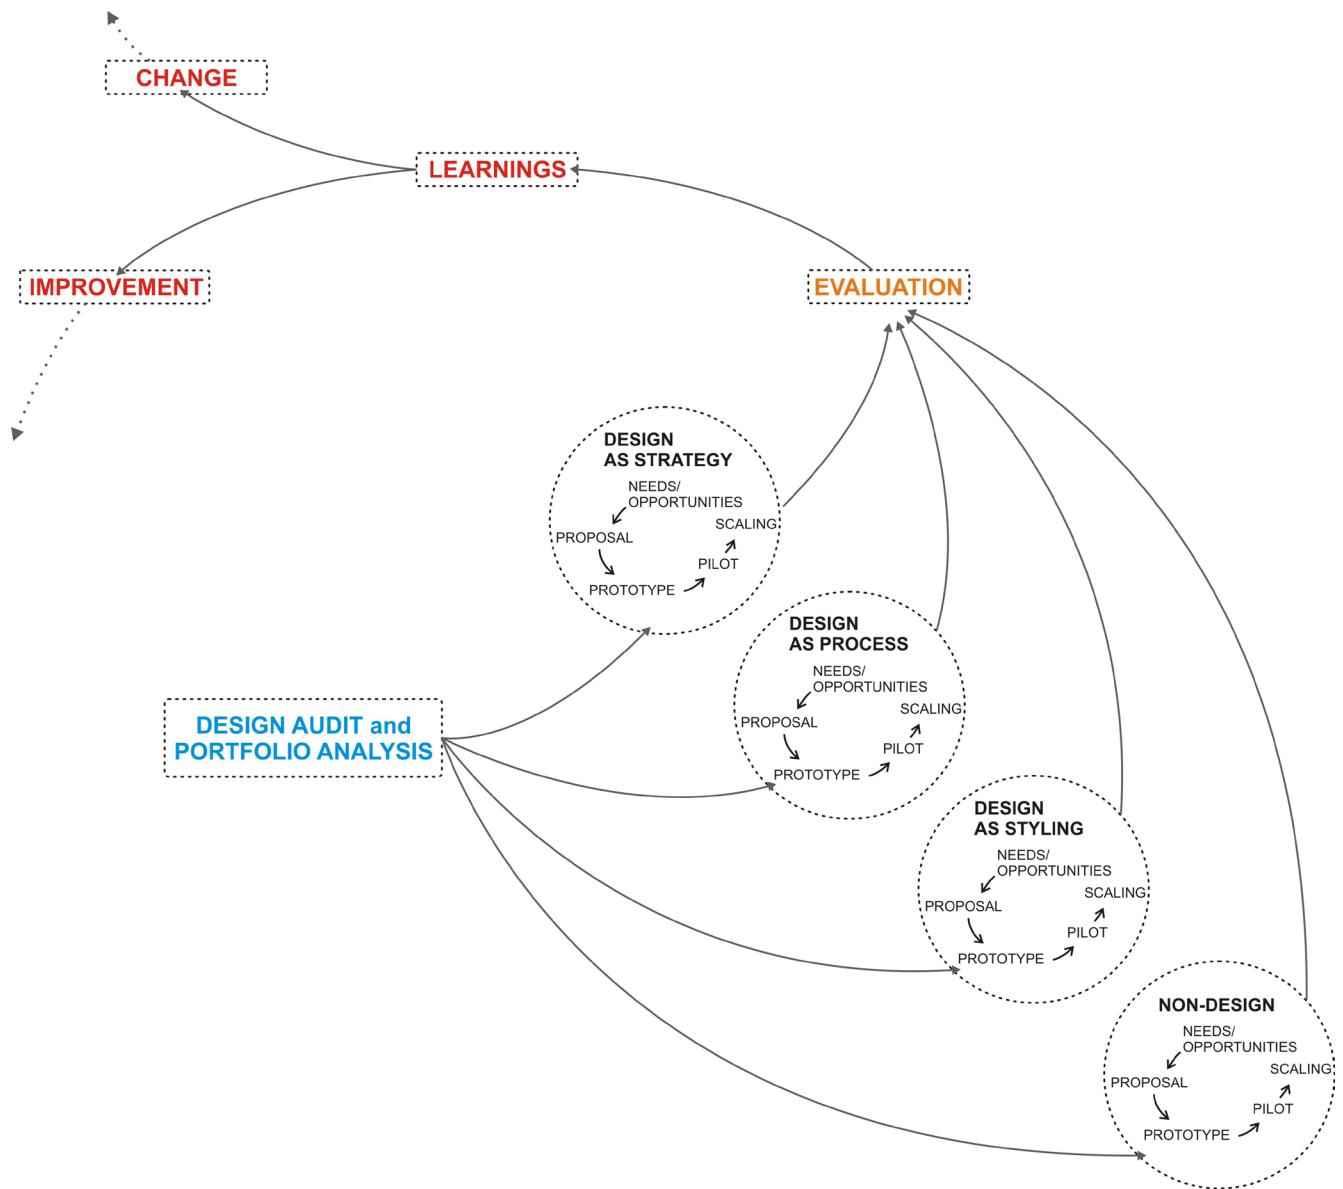 CHANGE
LEARNINGS
IMPROVEMENT
EVALUATION
DESIGN
AS STRATEGY
NEEDS/
OPPORTUNITIES
SCALING
PROPOSAL
PILOT
PROTOTYPE
DESIGN
AS PROCESS
NEEDS/
OPPORTUNITIES
SCALING
PROPOSAL
PILOT
PROTOTYPE
DESIGN AUDIT and
PORTFOLIO ANALYSIS
DESIGN
AS STYLING
NEEDS/
OPPORTUNITIES
SCALING
PROPOSAL
PILOT
PROTOTYPE
NON-DESIGN
NEEDS/
OPPORTUNITIES
SCALING
PROPOSAL
PILOT
PROTOTYPE